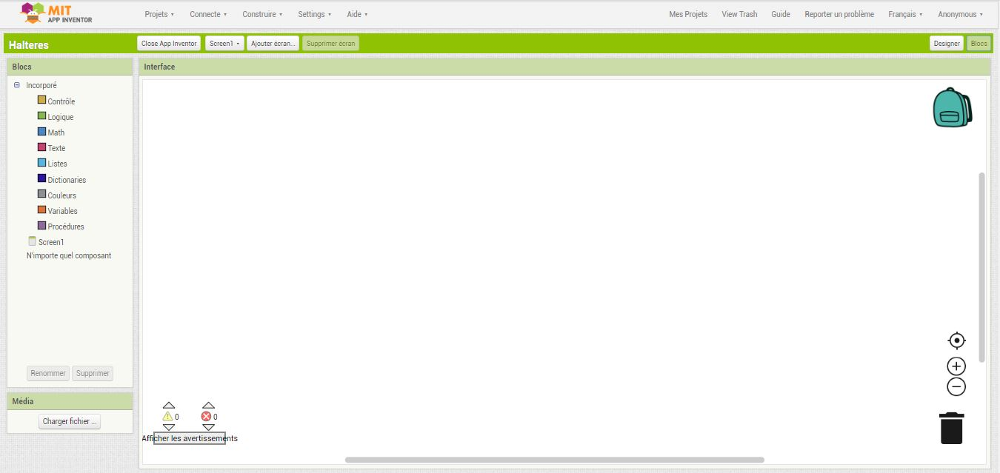 MIT
APP INVENTOR
Projets Connecte Construire Settings Aide Mes Projets View Trash Guide Reporter un problème Français Anonymous
Halteres Close App Inventor Screen1 Ajouter écran... Supprimer écran Designer Blocs
Blocs Interface
Incorporé
Contrôle
Logique
Math
Texte
Listes
Dictionaries
Couleurs
Variables
Procédures
Screen1
N'importe quel composant
Renommer Supprimer
Média
Charger fichier ...
0 0
Afficher les avertissements